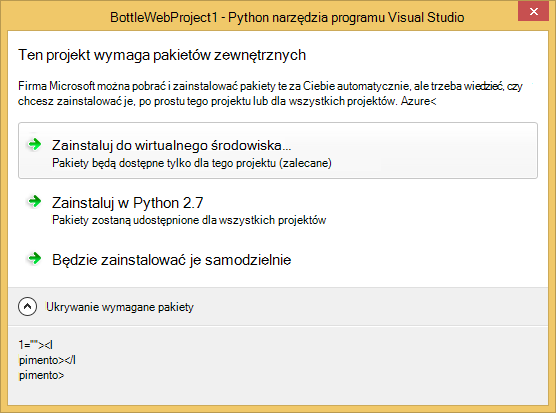 BottleWebProject1 - Python narzędzia programu Visual Studio
Ten projekt wymaga pakietów zewnętrznych
Firma Microsoft można pobrać i zainstalować pakiety te za Ciebie automatycznie, ale trzeba wiedzieć, czy
chcesz zainstalować je, po prostu tego projektu lub dla wszystkich projektów. Azure<
Zainstaluj do wirtualnego środowiska...
Pakiety będą dostępne tylko dla tego projektu (zalecane)
Zainstaluj w Python 2.7
Pakiety zostaną udostępnione dla wszystkich projektów
Będzie zainstalować je samodzielnie
Ukrywanie wymagane pakiety
1=""><I
pimento></I
pimento>